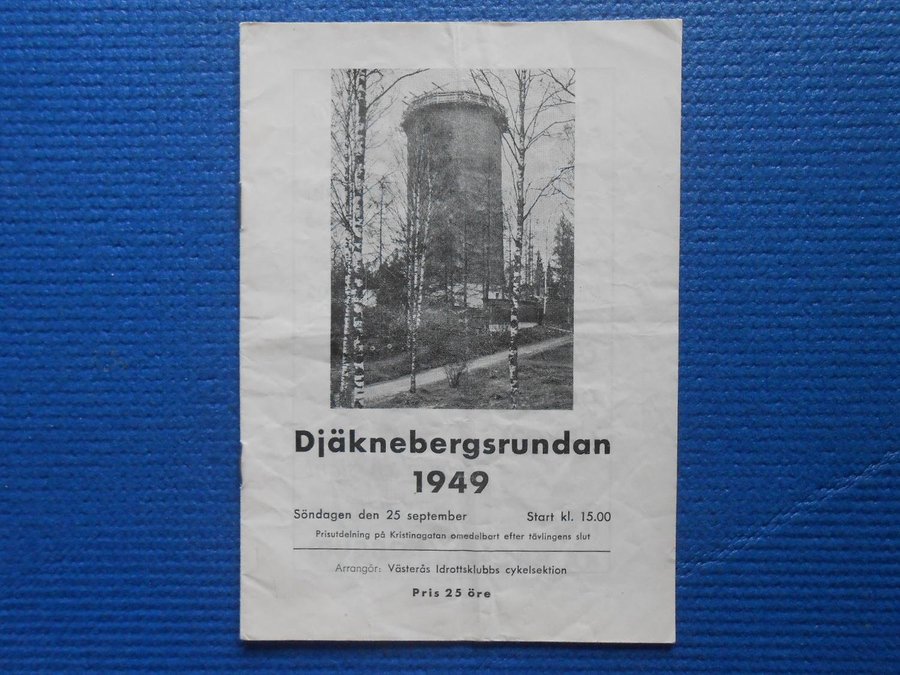 Djäknebergsrundan
1949
Söndagen den 25 september Start kl. 15.00
Prisutdelning på Kristinagatan omedelbart efter tävlingens slut
Arrangör: Västerås Idrottsklubbs cykelsektion
Pris 25 öre